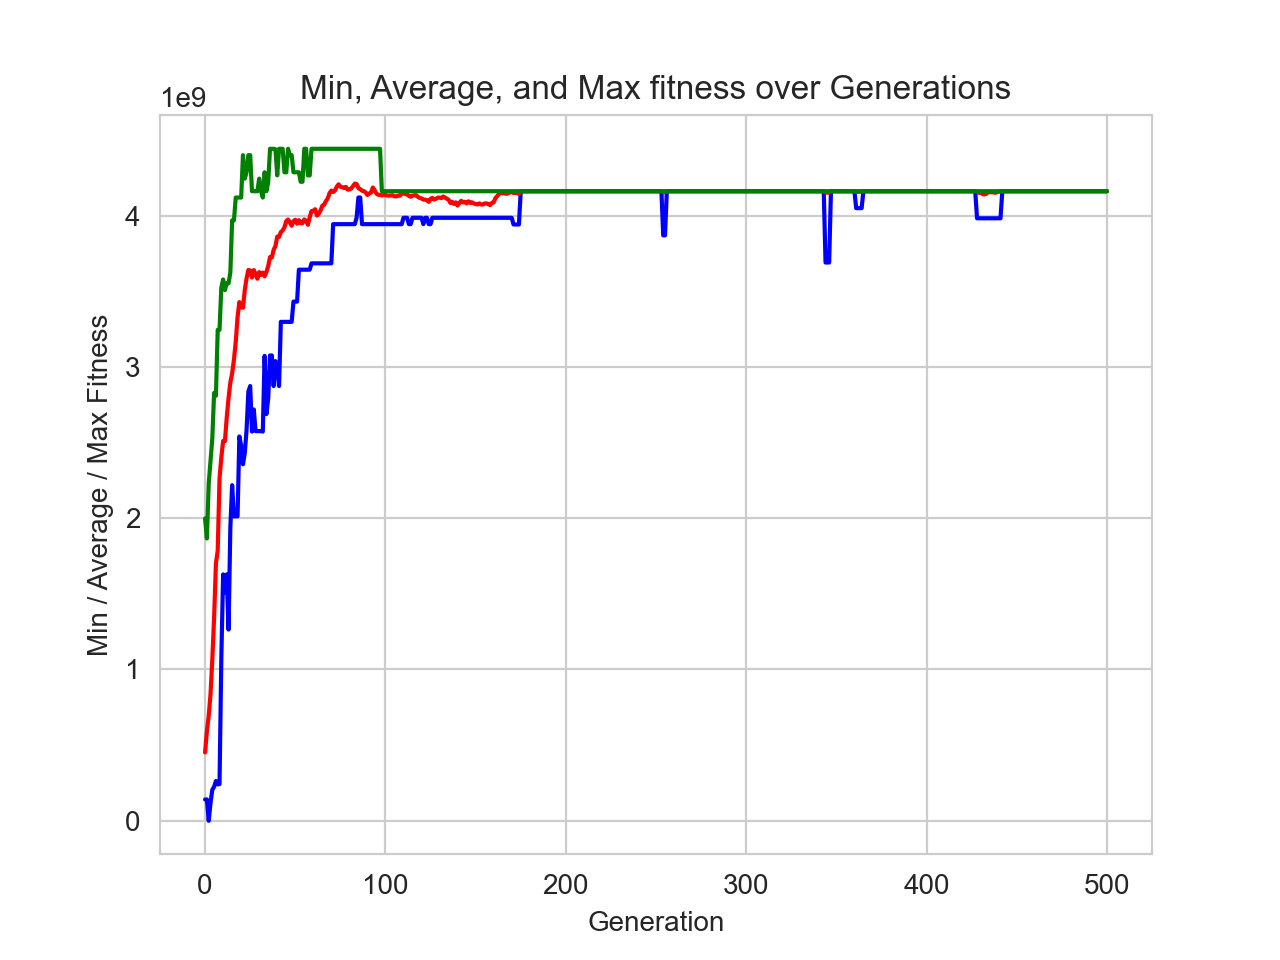 Min, Average, and Max fitness over Generations
1e9
Min / Average / Max Fitness
4
3
2
1
0
0 100 200 300 400 500
Generation